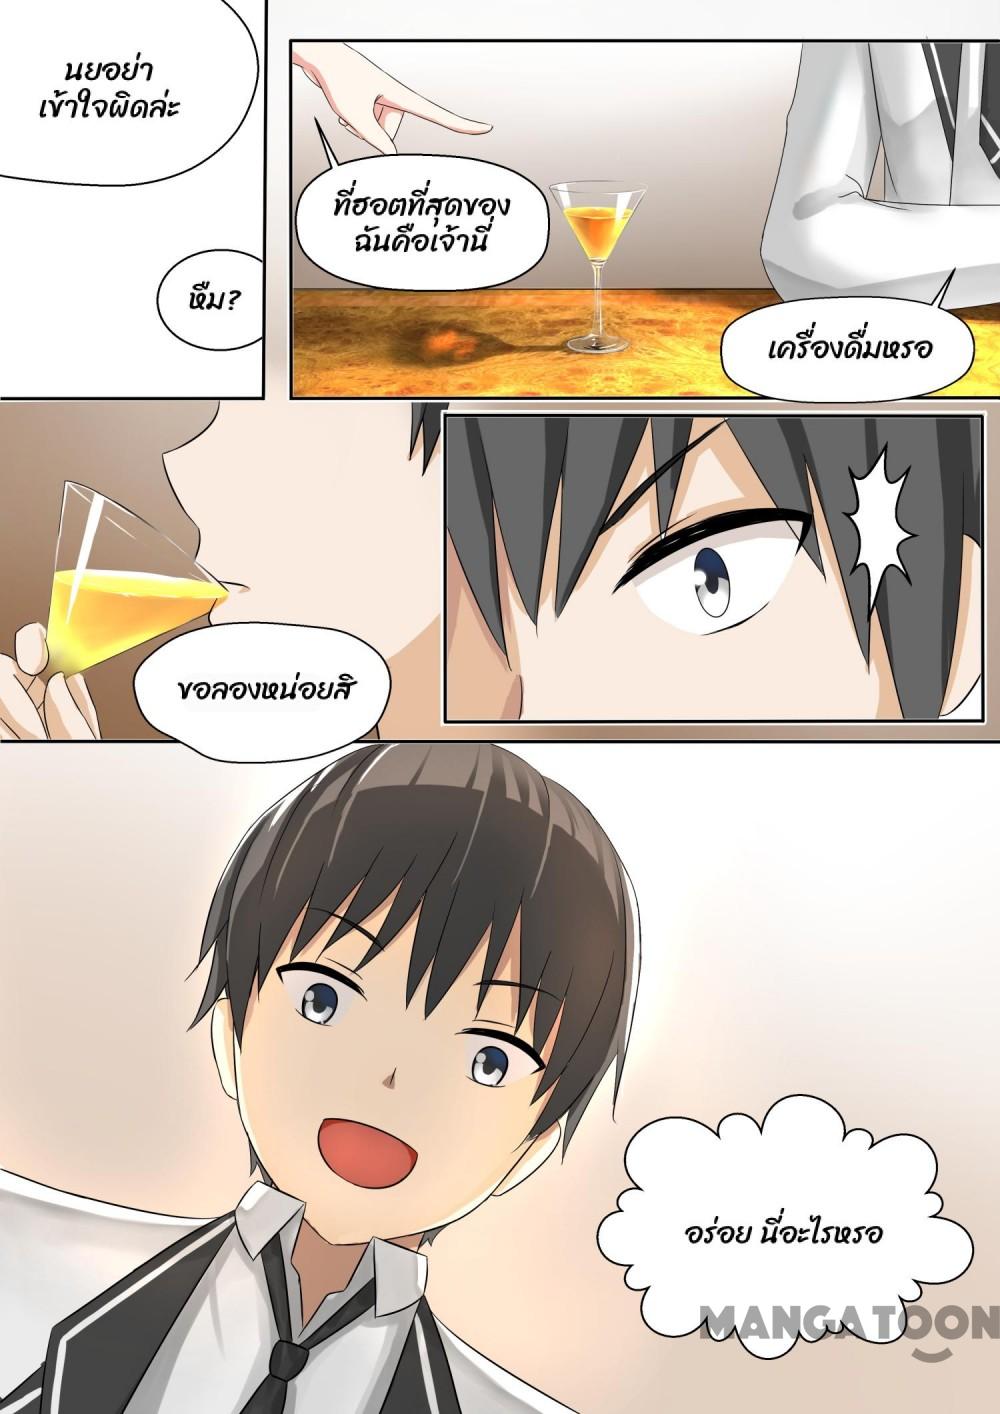 นยอย่า
เข้าใจผิดล่ะ
หืม?
ที่ฮอตที่สุดของ
ฉันคือเจ้านี่
เครื่องดื่มหรอ
ขอลองหน่อยสิ
อร่อย นี่อะไรหรอ
MANGATOON